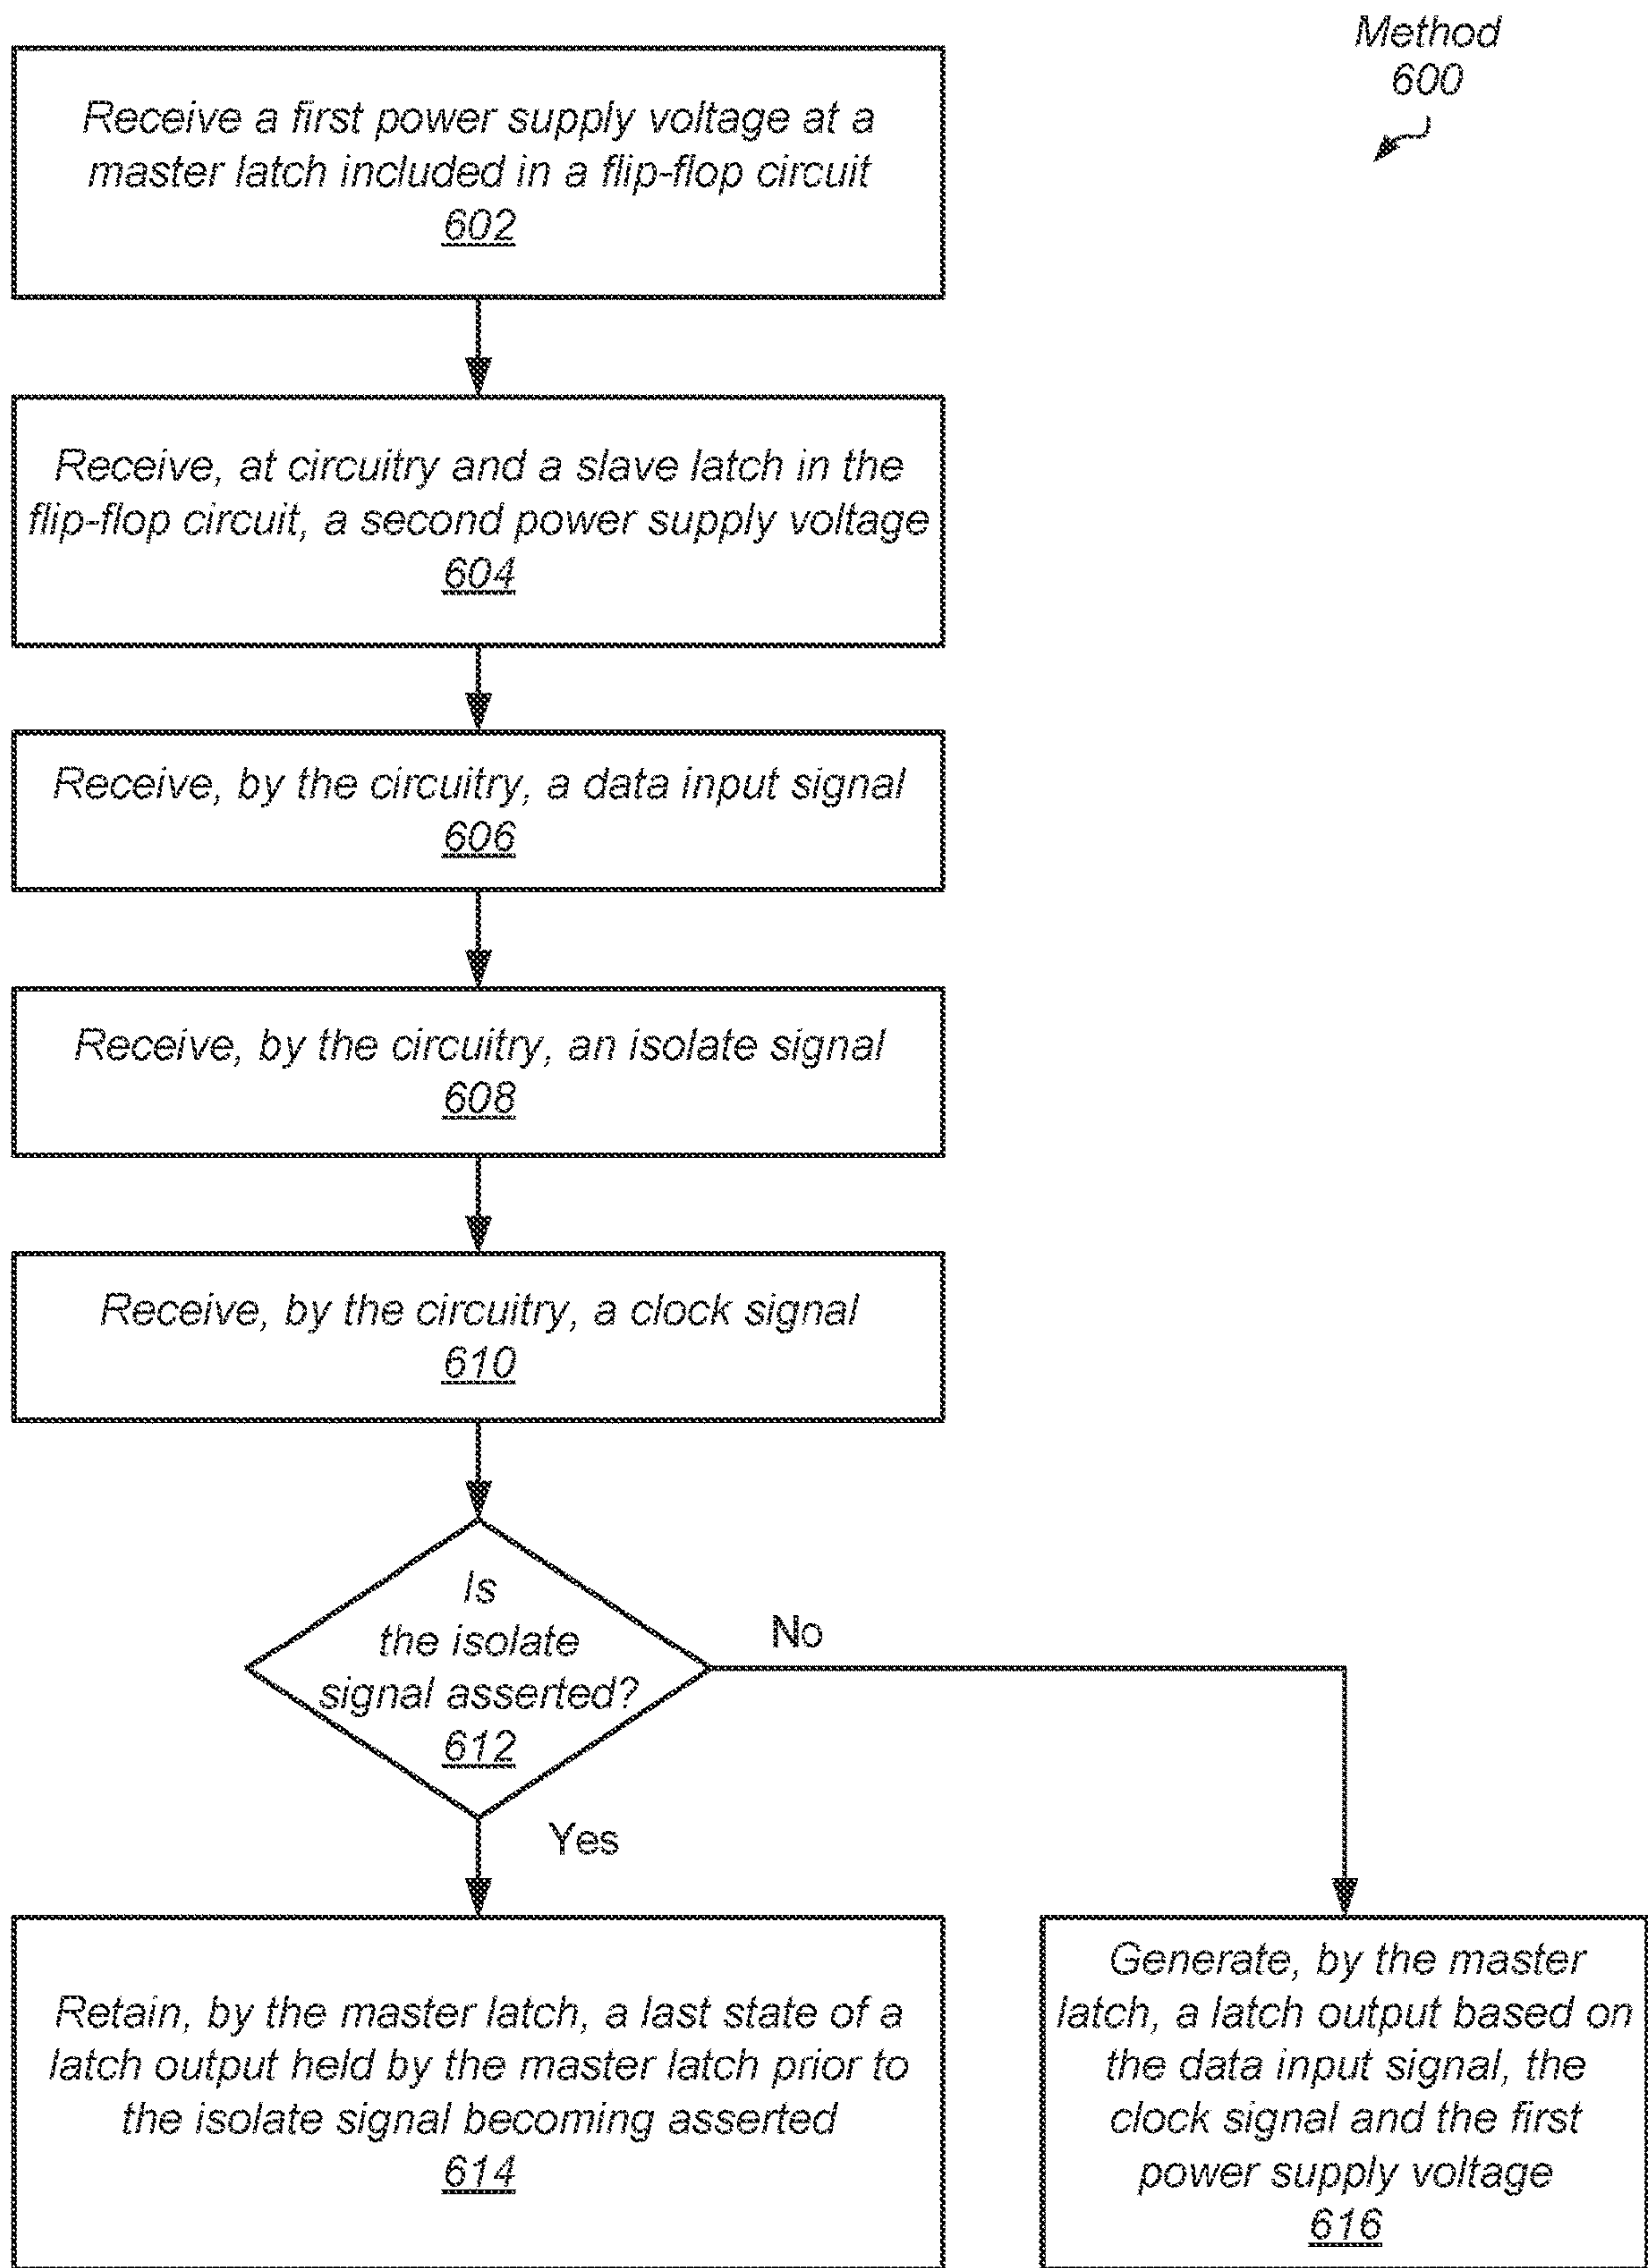 Method
600
Receive a first power supply voltage at a
master latch included in a flip-flop circuit
602
Receive, at circuitry and a slave latch in the
flip-flop circuit, a second power supply voltage
604
Receive, by the circuitry, a data input signal
606
Receive, by the circuitry, an isolate signal
608
Receive, by the circuitry, a clock signal
610
Is
the isolate
signal asserted?
612
No
Yes
Retain, by the master latch, a last state of a
latch output held by the master latch prior to
the isolate signal becoming asserted
614
Generate, by the master
latch, a latch output based on
the data input signal, the
clock signal and the first
power supply voltage
616